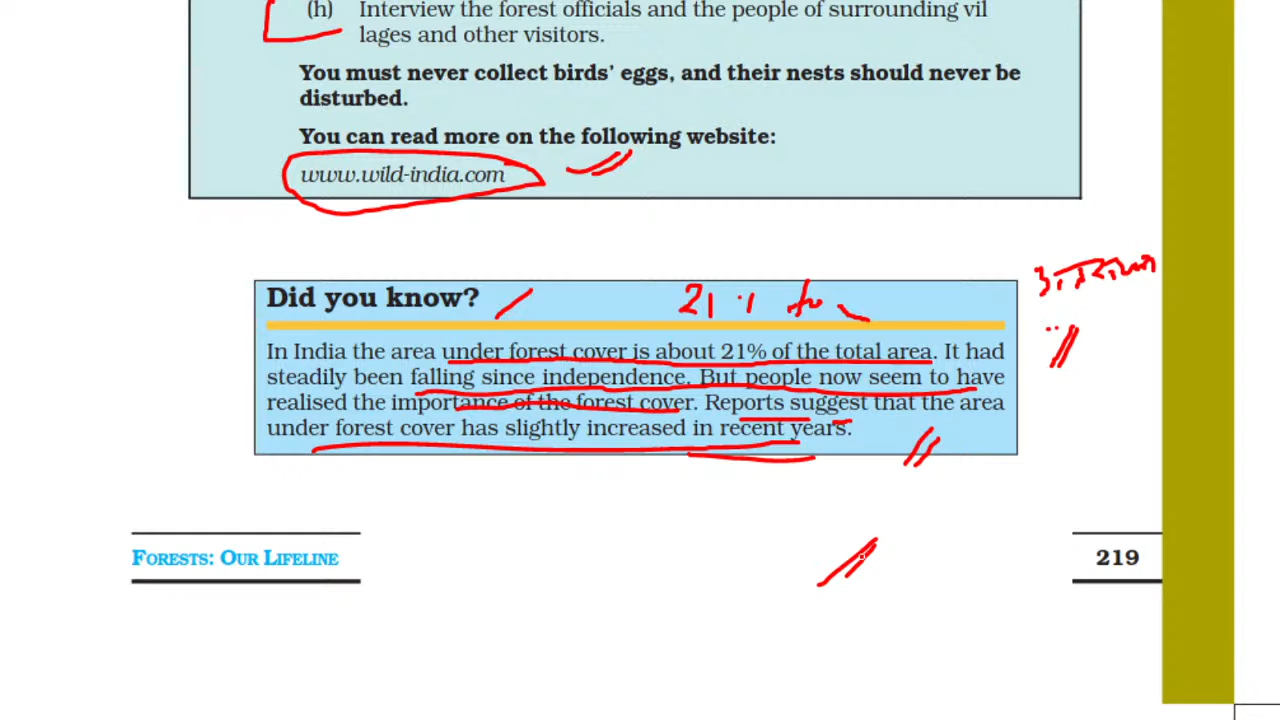 (h) Interview the forest officials and the people of surrounding vil
lages and other visitors.
You must never collect birds' eggs, and their nests should never be
disturbed.
You can read more on the following website:
www.wild-india.com
Did you know?
21
In India the area under forest cover is about 21% of the total area. It had
steadily been falling since independence. But people now seem to have
realised the importance of the forest cover. Reports suggest that the area
under forest cover has slightly increased in recent years.
FORESTS: OUR LIFELINE
219